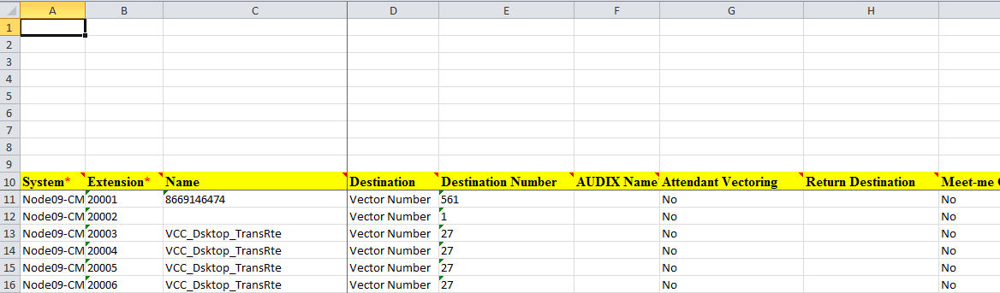 A B C D E F G H
1
2
3
4
5
6
7
8
9
10 System* Extension* Name Destination Destination Number AUDIX Name Attendant Vectoring Return Destination Meet-me
11 Node09-CM 20001 8669146474 Vector Number 561 No No
12 Node09-CM 20002 Vector Number 1 No No
13 Node09-CM 20003 VCC_Dsktop_TransRte Vector Number 27 No No
14 Node09-CM 20004 VCC_Dsktop_TransRte Vector Number 27 No No
15 Node09-CM 20005 VCC_Dsktop_TransRte Vector Number 27 No No
16 Node09-CM 20006 VCC_Dsktop_TransRte Vector Number 27 No No